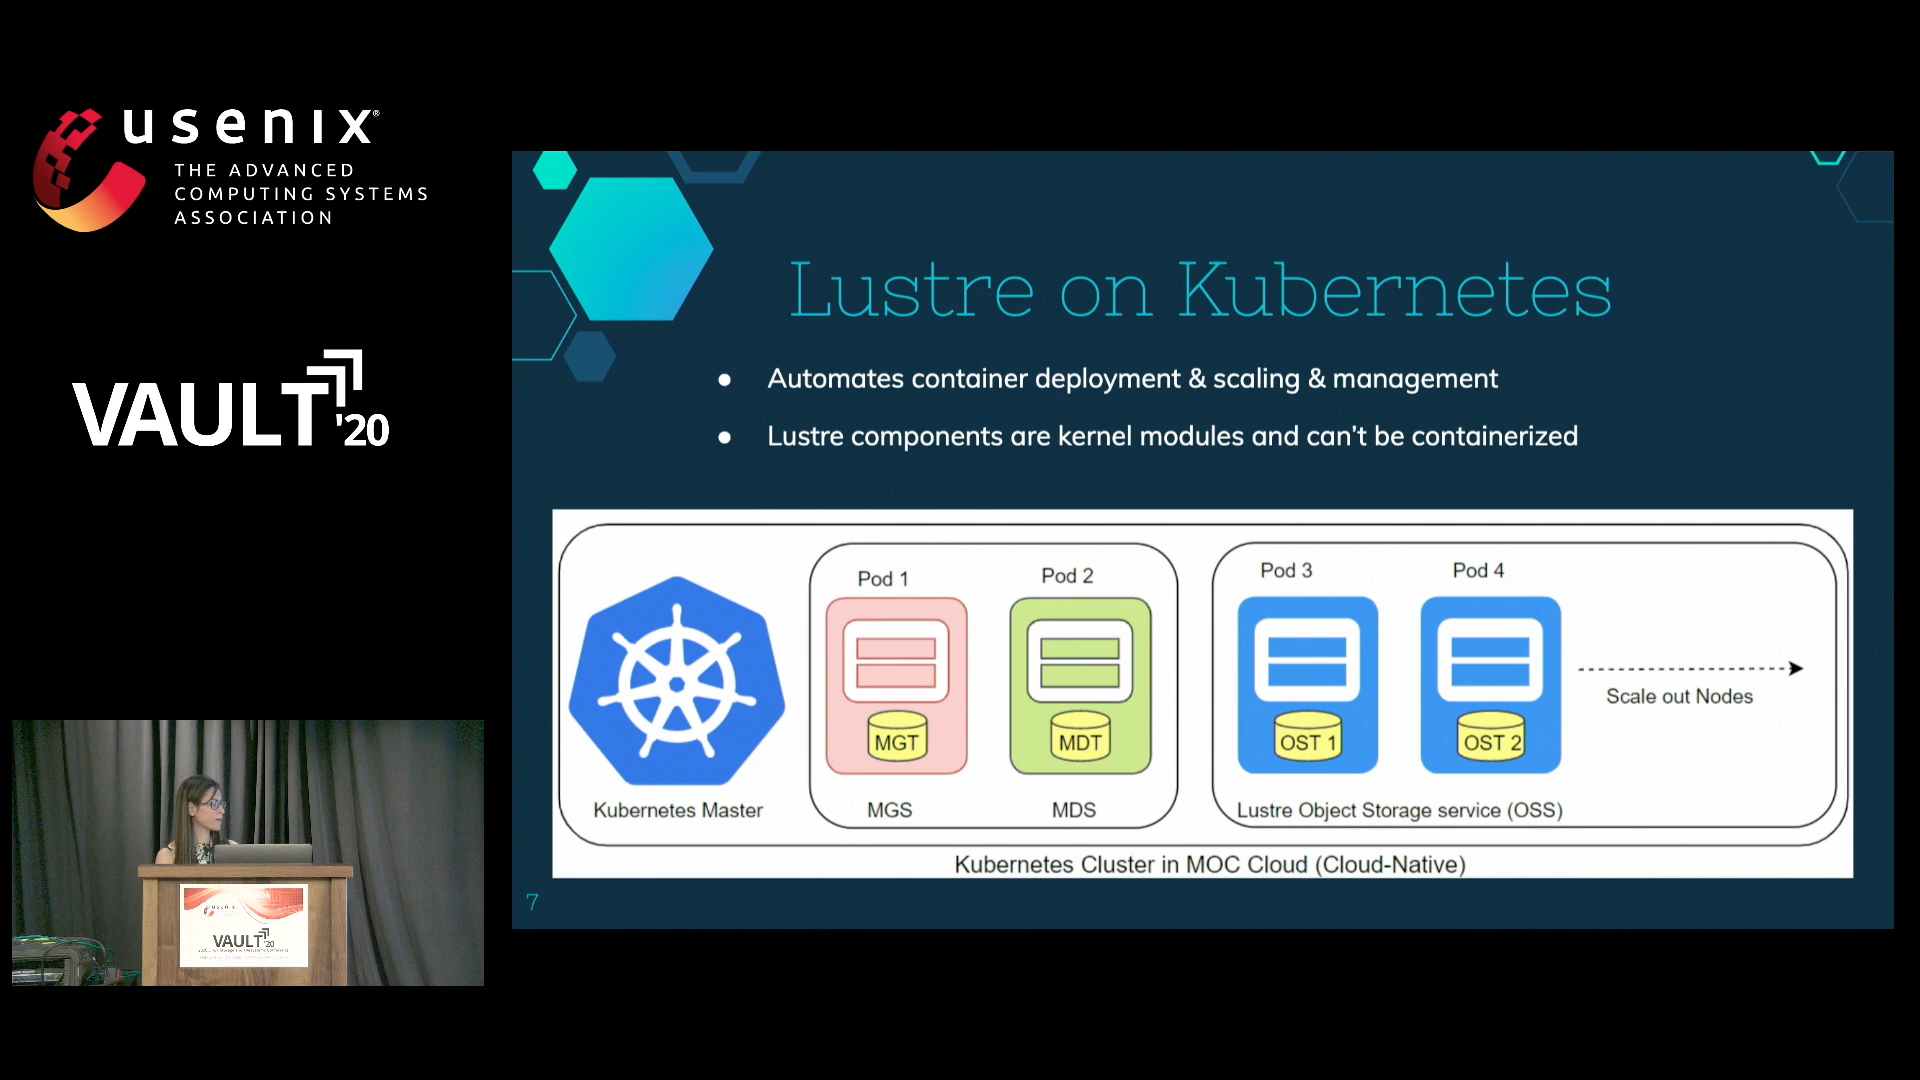 usenix®
THE ADVANCED
COMPUTING SYSTEMS
ASSOCIATION
VAULT '20
Lustre on Kubernetes
● Automates container deployment & scaling & management
● Lustre components are kernel modules and can't be containerized
Pod 1
Pod 2
Pod 3
Pod 4
MGT
MDT
OST 1
OST 2
Scale out Nodes
Kubernetes Master
MGS
MDS
Lustre Object Storage service (OSS)
Kubernetes Cluster in MOC Cloud (Cloud-Native)
7
usenix
VAULT '20